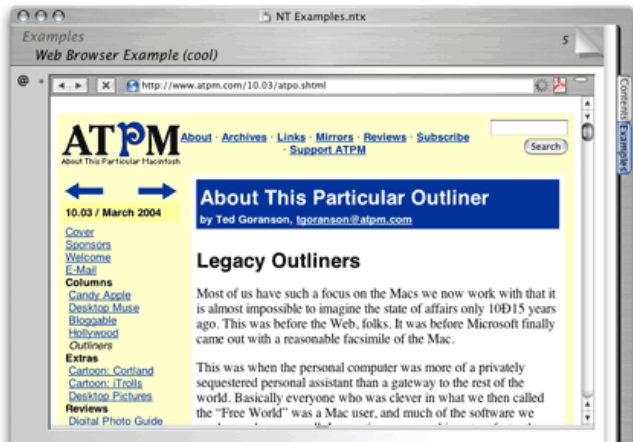 NT Examples.ntx
Examples
5
Web Browser Example (cool)
@
http://www.atpm.com/10.03/atpo.shtml
Contents
Examples
ATPM
About This Particular Macintosh
About · Archives · Links · Mirrors · Reviews · Subscribe
· Support ATPM
Search
10.03 / March 2004
Cover
Sponsors
Welcome
E-Mail
Columns
Candy Apple
Desktop Muse
Bloggable
Hollywood
Outliners
Extras
Cartoon: Cortland
Cartoon: iTrolls
Desktop Pictures
Reviews
Digital Photo Guide
About This Particular Outliner
by Ted Goranson, tgoranson@atpm.com
Legacy Outliners
Most of us have such a focus on the Macs we now work with that it
is almost impossible to imagine the state of affairs only 10Ð15 years
ago. This was before the Web, folks. It was before Microsoft finally
came out with a reasonable facsimile of the Mac.
This was when the personal computer was more of a privately
sequestered personal assistant than a gateway to the rest of the
world. Basically everyone who was clever in what we then called
the “Free World” was a Mac user, and much of the software we